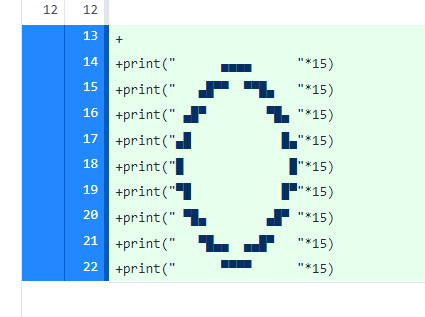 12 12
13 +
14 +print("      ▄▄▄▄      "*15)
15 +print("   ▄█▀▀  ▀▀█▄   "*15)
16 +print(" ▄█▀        ▀█▄ "*15)
17 +print("▄█            █▄"*15)
18 +print("█              █"*15)
19 +print("▀█            █▀"*15)
20 +print(" ▀█▄        ▄█▀ "*15)
21 +print("   ▀█▄▄  ▄▄█▀   "*15)
22 +print("      ▀▀▀▀      "*15)